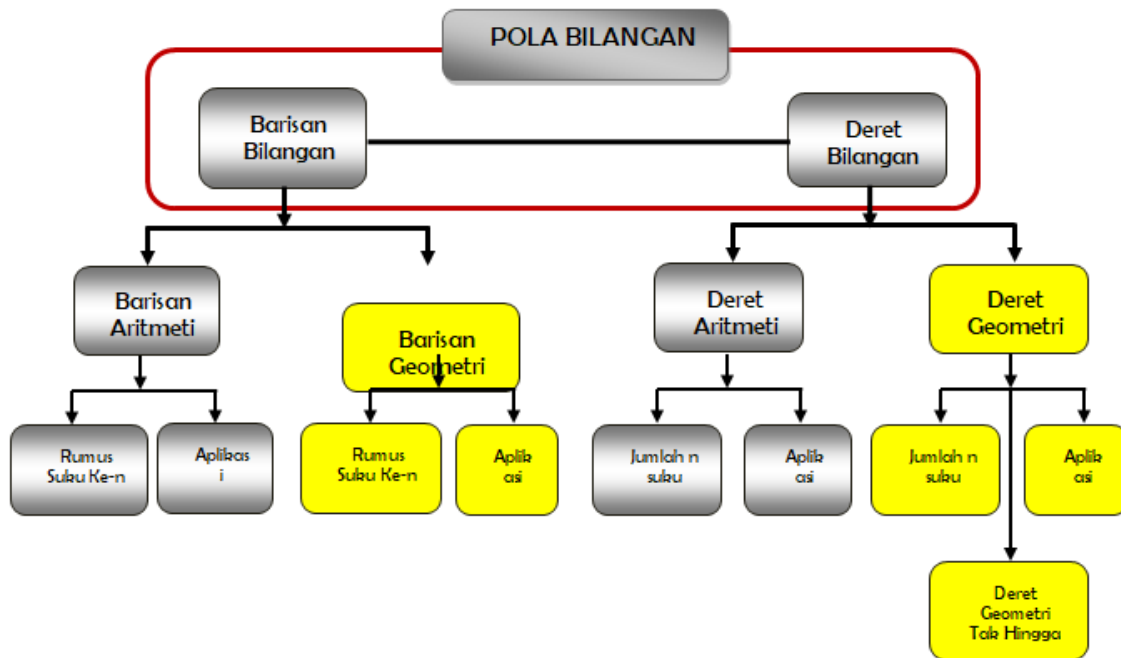 POLA BILANGAN
Barisan
Bilangan
Deret
Bilangan
Barisan
Aritmeti
Barisan
Geometri
Deret
Aritmeti
Deret
Geometri
Rumus
Suku Ke-n
Aplikas
i
Rumus
Suku Ke-n
Aplik
asi
Jumlah n
suku
Aplik
asi
Jumlah n
suku
Aplik
asi
Deret
Geometri
Tak Hingga